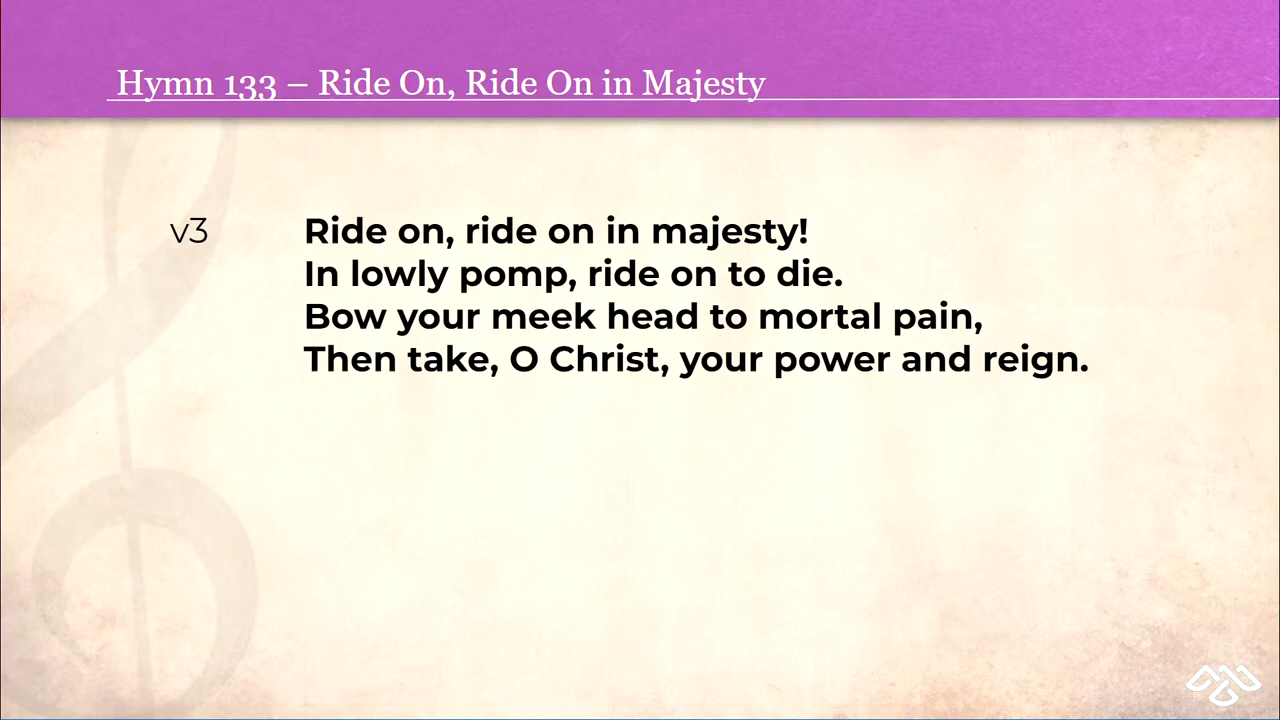 Hymn 133 – Ride On, Ride On in Majesty
v3 Ride on, ride on in majesty!
In lowly pomp, ride on to die.
Bow your meek head to mortal pain,
Then take, O Christ, your power and reign.